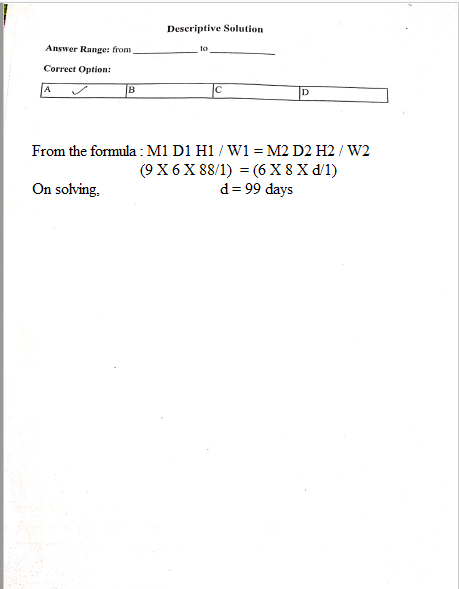 Descriptive Solution
Answer Range: from ____________ to ____________
Correct Option:
A ✓ B C D
From the formula : M1 D1 H1 / W1 = M2 D2 H2 / W2
(9 X 6 X 88/1) = (6 X 8 X d/1)
On solving, d = 99 days